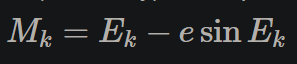 M_k = E_k − e sin E_k